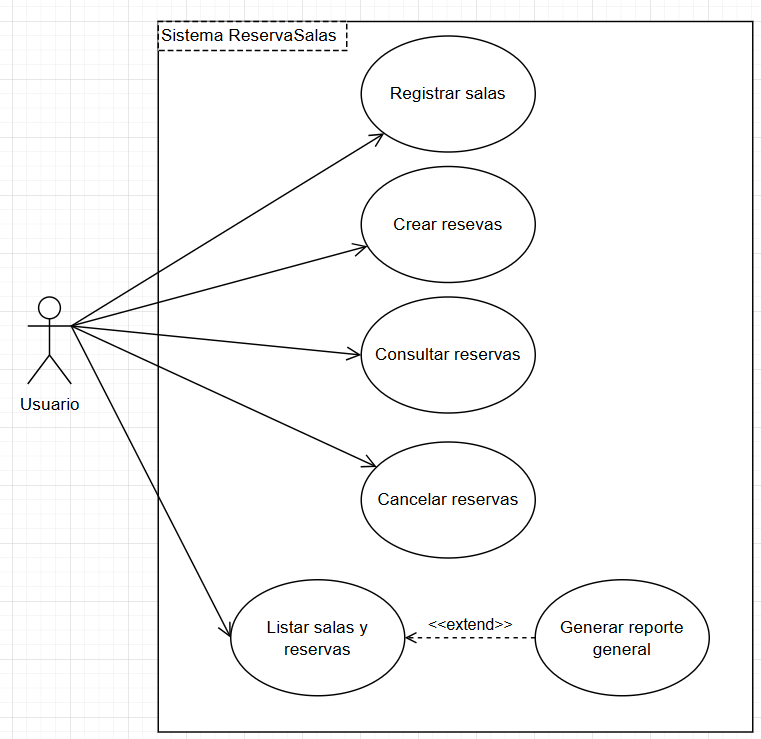 Sistema ReservaSalas
Registrar salas
Crear resevas
Consultar reservas
Usuario
Cancelar reservas
Listar salas y
reservas
<<extend>>
Generar reporte
general